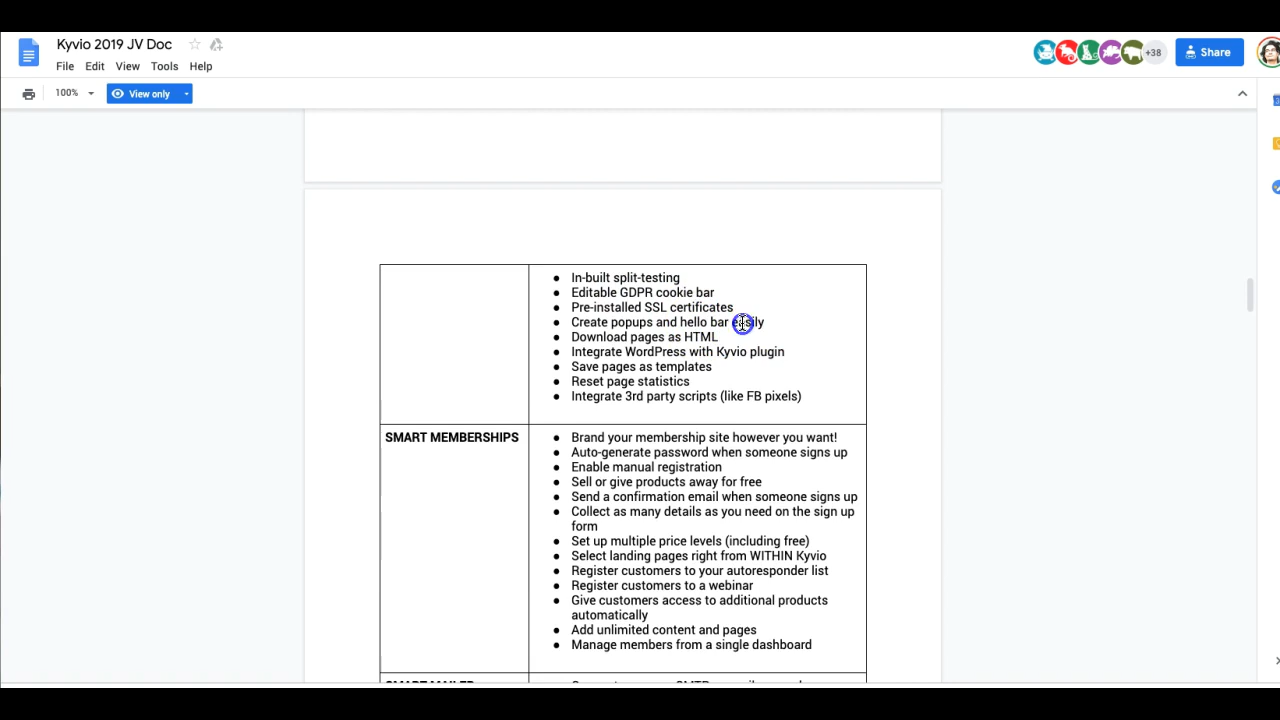 Kyvio 2019 JV Doc
File Edit View Tools Help
+38
Share
100%
View only
● In-built split-testing
● Editable GDPR cookie bar
● Pre-installed SSL certificates
● Create popups and hello bar easily
● Download pages as HTML
● Integrate WordPress with Kyvio plugin
● Save pages as templates
● Reset page statistics
● Integrate 3rd party scripts (like FB pixels)
SMART MEMBERSHIPS
● Brand your membership site however you want!
● Auto-generate password when someone signs up
● Enable manual registration
● Sell or give products away for free
● Send a confirmation email when someone signs up
● Collect as many details as you need on the sign up
form
● Set up multiple price levels (including free)
● Select landing pages right from WITHIN Kyvio
● Register customers to your autoresponder list
● Register customers to a webinar
● Give customers access to additional products
automatically
● Add unlimited content and pages
● Manage members from a single dashboard